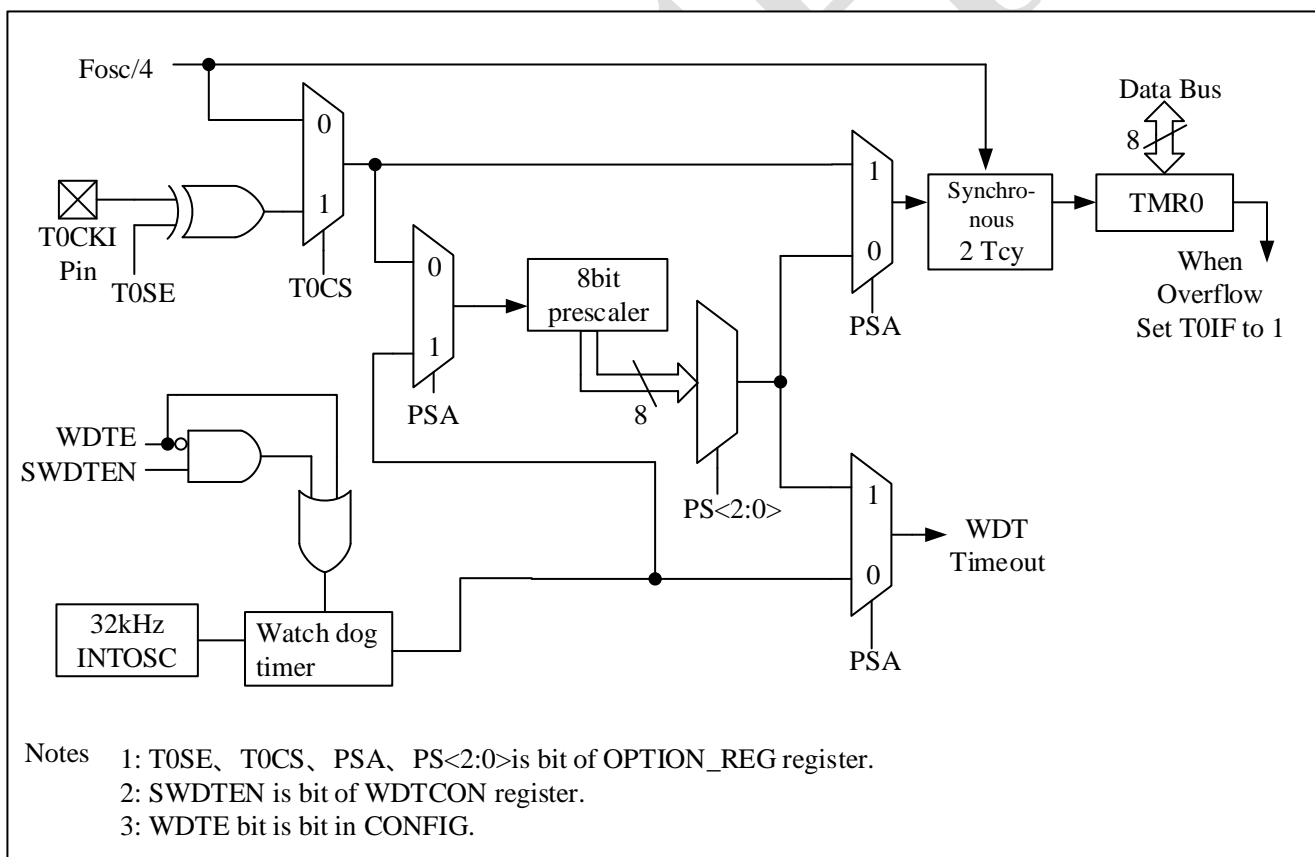 Fosc/4
Data Bus
8
0
1
T0CKI
Pin
T0SE
T0CS
0
1
PSA
8bit
prescaler
8
PS<2:0>
1
0
PSA
Synchro-
nous
2 Tcy
TMR0
When
Overflow
Set T0IF to 1
WDTE
SWDTEN
32kHz
INTOSC
Watch dog
timer
1
0
PSA
WDT
Timeout
Notes 1: T0SE、T0CS、PSA、PS<2:0>is bit of OPTION_REG register.
2: SWDTEN is bit of WDTCON register.
3: WDTE bit is bit in CONFIG.